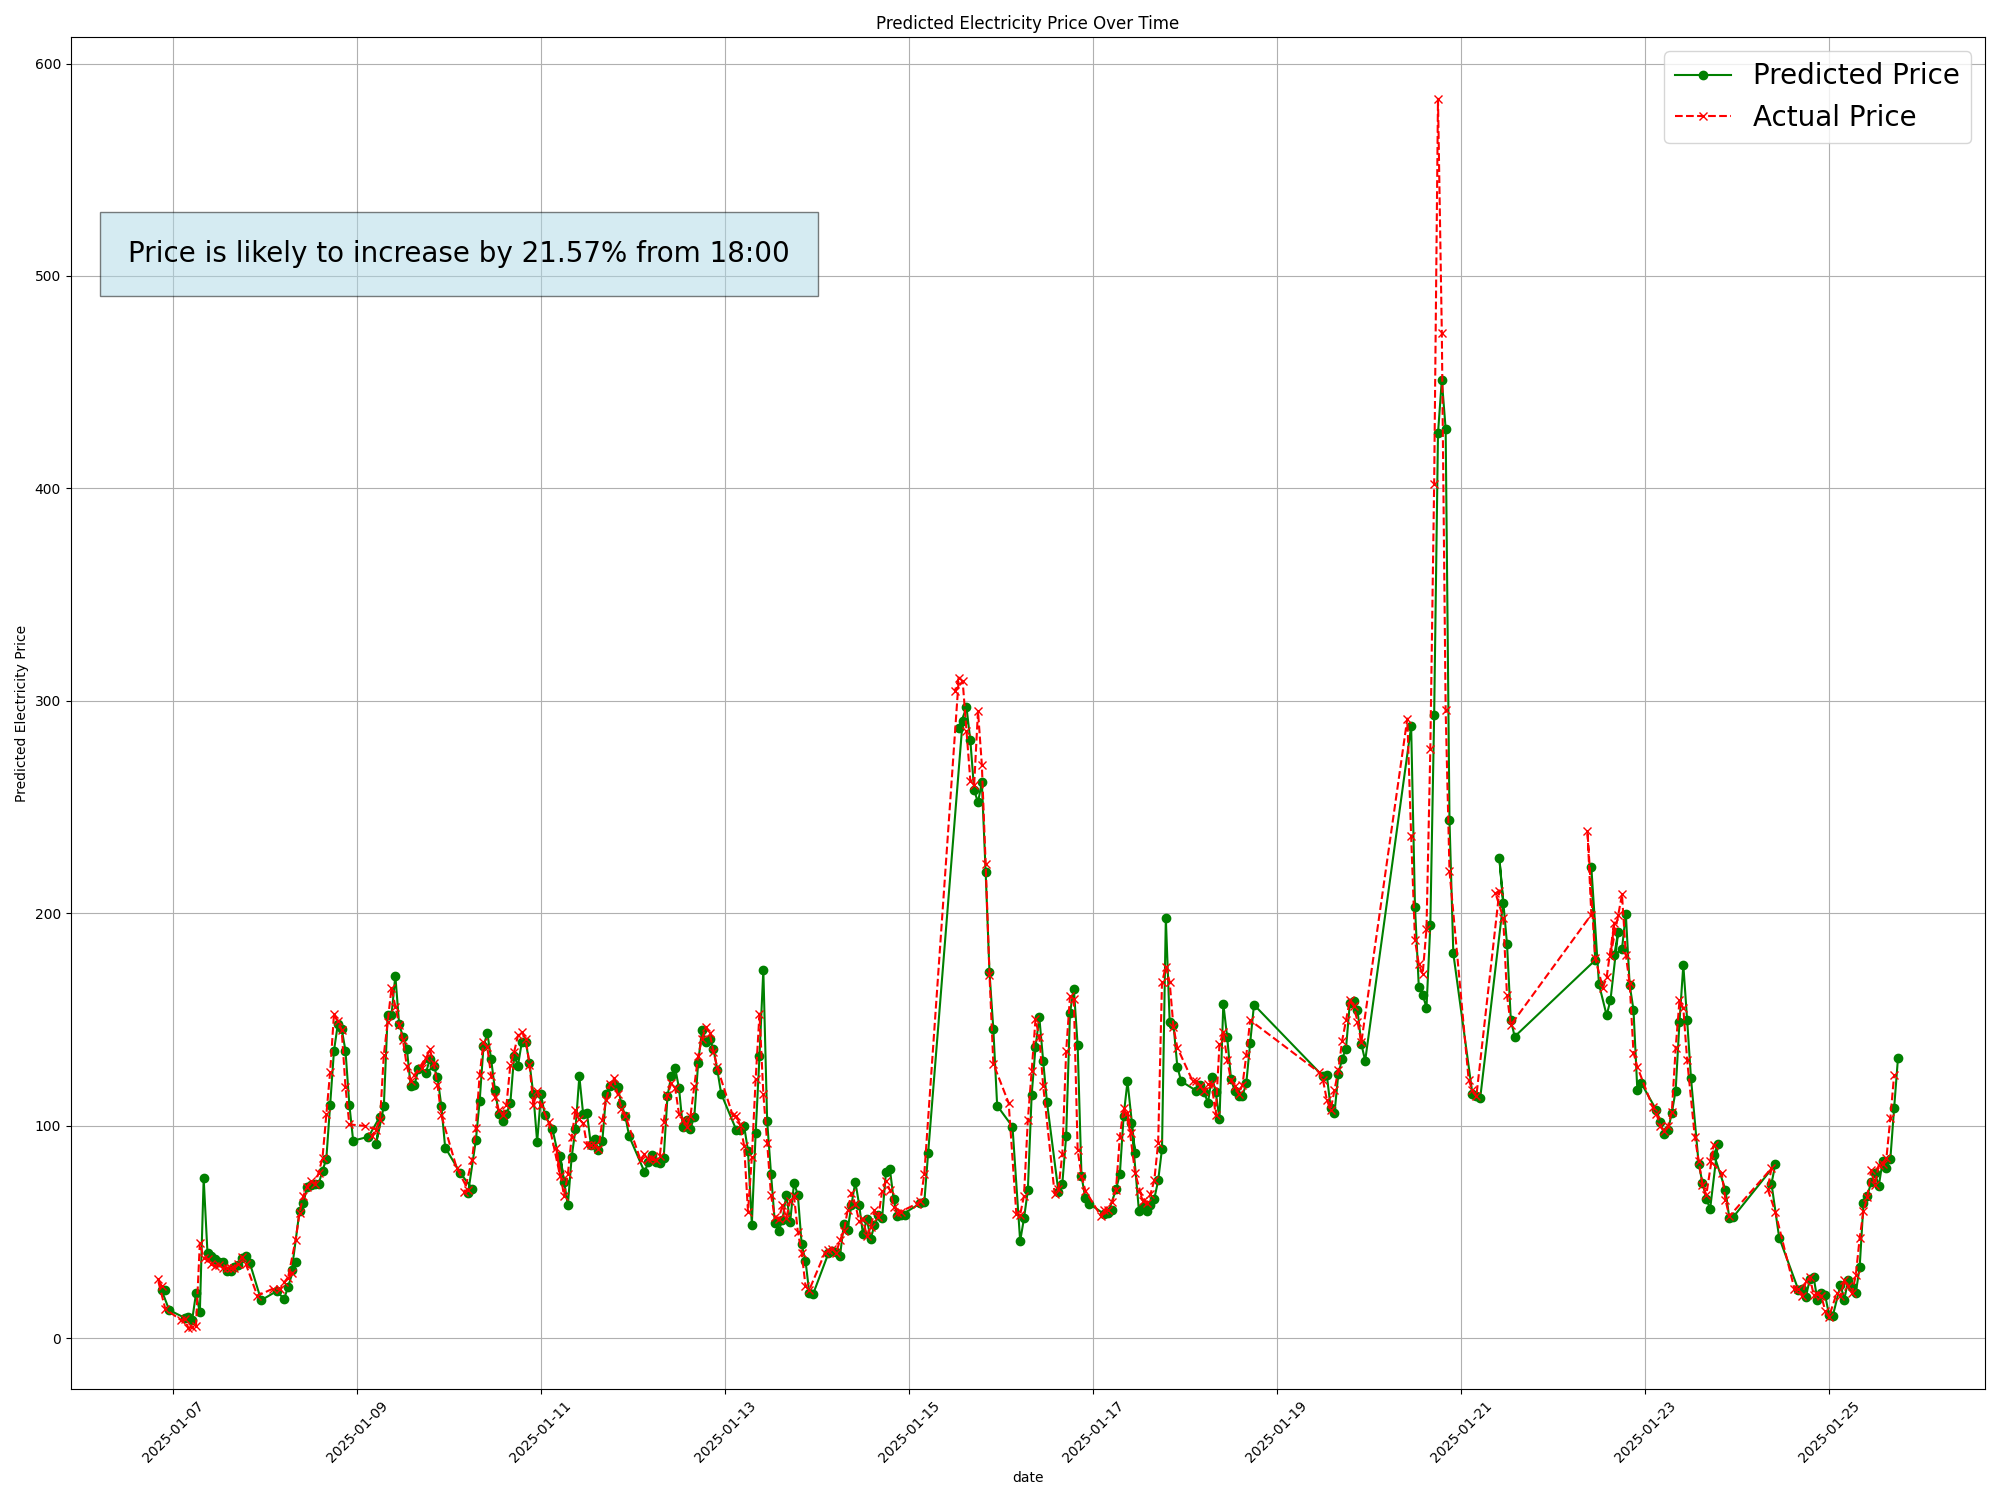 Predicted Electricity Price Over Time
Predicted Price
Actual Price
Price is likely to increase by 21.57% from 18:00
Predicted Electricity Price
600
500
400
300
200
100
0
2025-01-07
2025-01-09
2025-01-11
2025-01-13
2025-01-15
2025-01-17
2025-01-19
2025-01-21
2025-01-23
2025-01-25
date